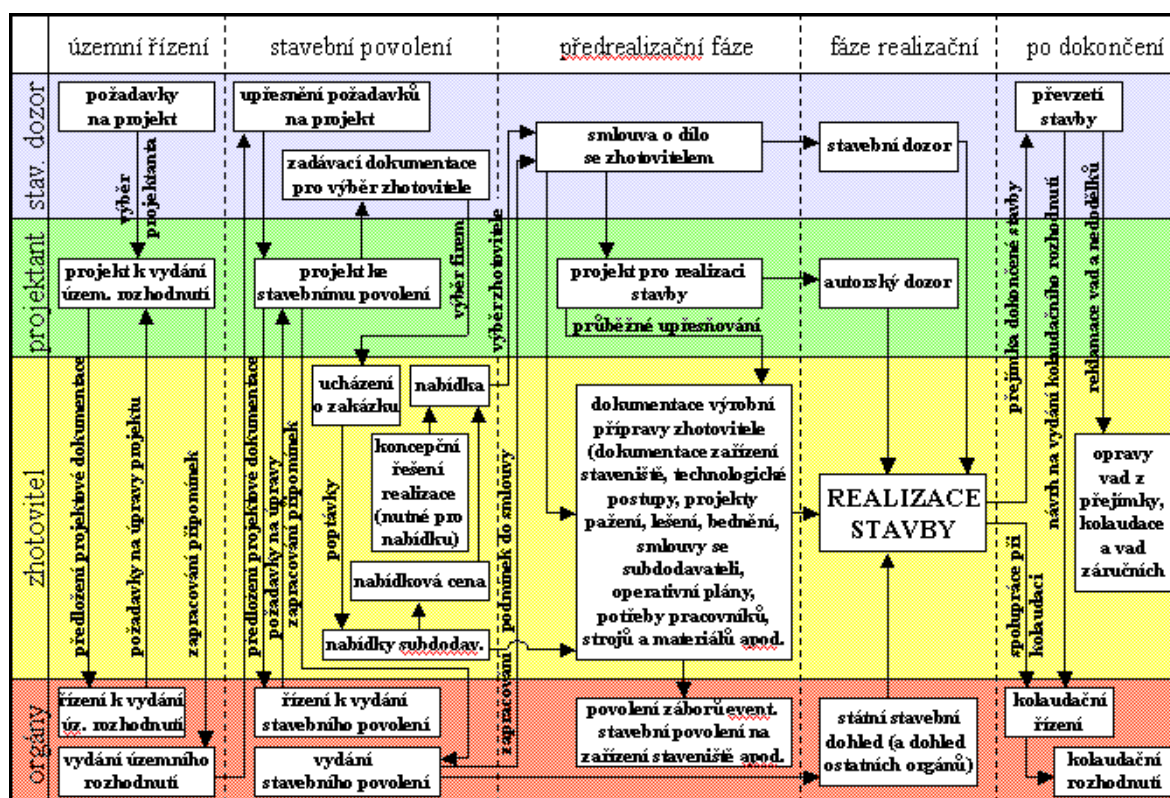 územní řízení
stavební povolení
předrealizační fáze
fáze realizační
po dokončení
stav. dozor
požadavky
na projekt
upřesnění požadavků
na projekt
zadávací dokumentace
pro výběr zhotovitele
smlouva o dílo
se zhotovitelem
stavební dozor
převzetí
stavby
výběr
projektanta
výběr firem
výběr zhotovitele
přejímka dokončené stavby
návrh na vydání kolaudačního rozhodnutí
reklamace vad a nedodělků
projektant
projekt k vydání
územ. rozhodnutí
projekt ke
stavebnímu povolení
projekt pro realizaci
stavby
autorský dozor
průběžné upřesňování
zhotovitel
předložení projektové dokumentace
požadavky na úpravy projektu
zapracování připomínek
předložení projektové dokumentace
požadavky na úpravy
zapracování připomínek
ucházení
o zakázku
nabídka
koncepční
řešení
realizace
(nutné pro
nabídku)
poptávky
nabídková cena
nabídky subdodav.
zapracování podmínek do smlouvy
dokumentace výrobní
přípravy zhotovitele
(dokumentace zařízení
staveniště, technologické
postupy, projekty
pažení, lešení, bednění,
smlouvy se
subdodavateli,
operativní plány,
potřeby pracovníků,
strojů a materiálů apod.
REALIZACE
STAVBY
opravy
vad z
přejímky,
kolaudace
a vad
záručních
spolupráce při
kolaudaci
orgány
řízení k vydání
úz. rozhodnutí
vydání územního
rozhodnutí
řízení k vydání
stavebního povolení
vydání
stavebního povolení
povolení záborů event.
stavební povolení na
zařízení staveniště apod.
státní stavební
dohled (a dohled
ostatních orgánů)
kolaudační
řízení
kolaudační
rozhodnutí